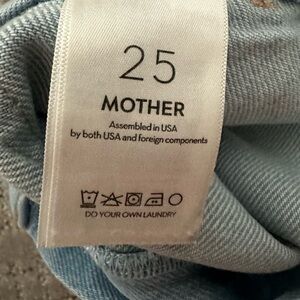 25
MOTHER
Assembled in USA
by both USA and foreign components
DO YOUR OWN LAUNDRY